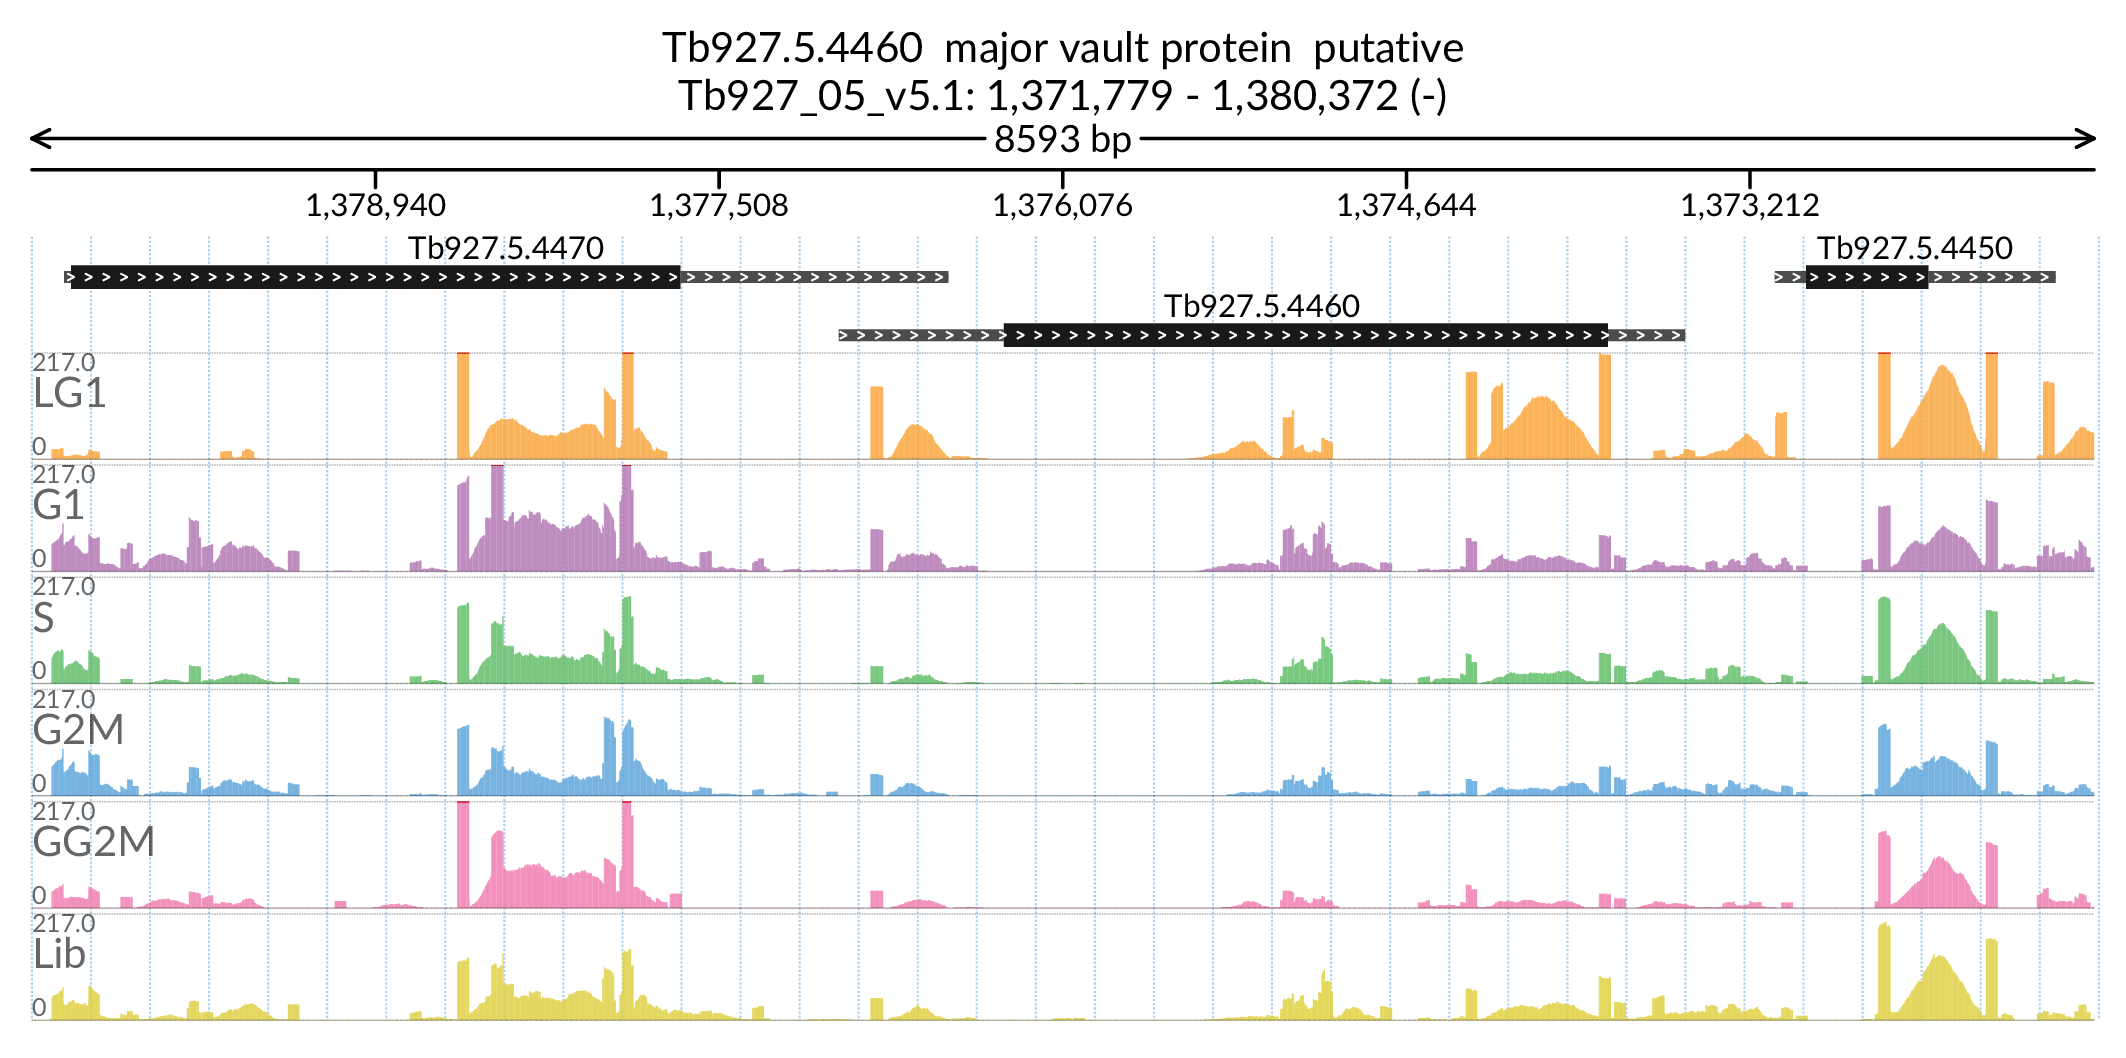 Tb927.5.4460  major vault protein  putative
Tb927_05_v5.1: 1,371,779 - 1,380,372 (-)
8593 bp
1,378,940 1,377,508 1,376,076 1,374,644 1,373,212
Tb927.5.4470 Tb927.5.4450
Tb927.5.4460
217.0
LG1
0
217.0
G1
0
217.0
S
0
217.0
G2M
0
217.0
GG2M
0
217.0
Lib
0